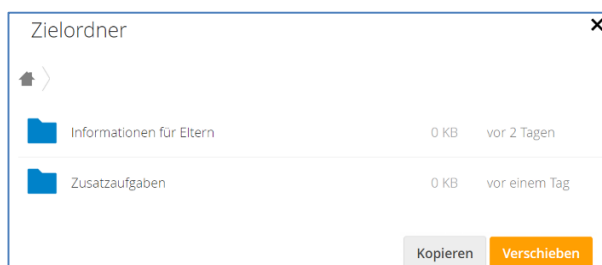 Zielordner
Informationen für Eltern 0 KB vor 2 Tagen
Zusatzaufgaben 0 KB vor einem Tag
Kopieren Verschieben